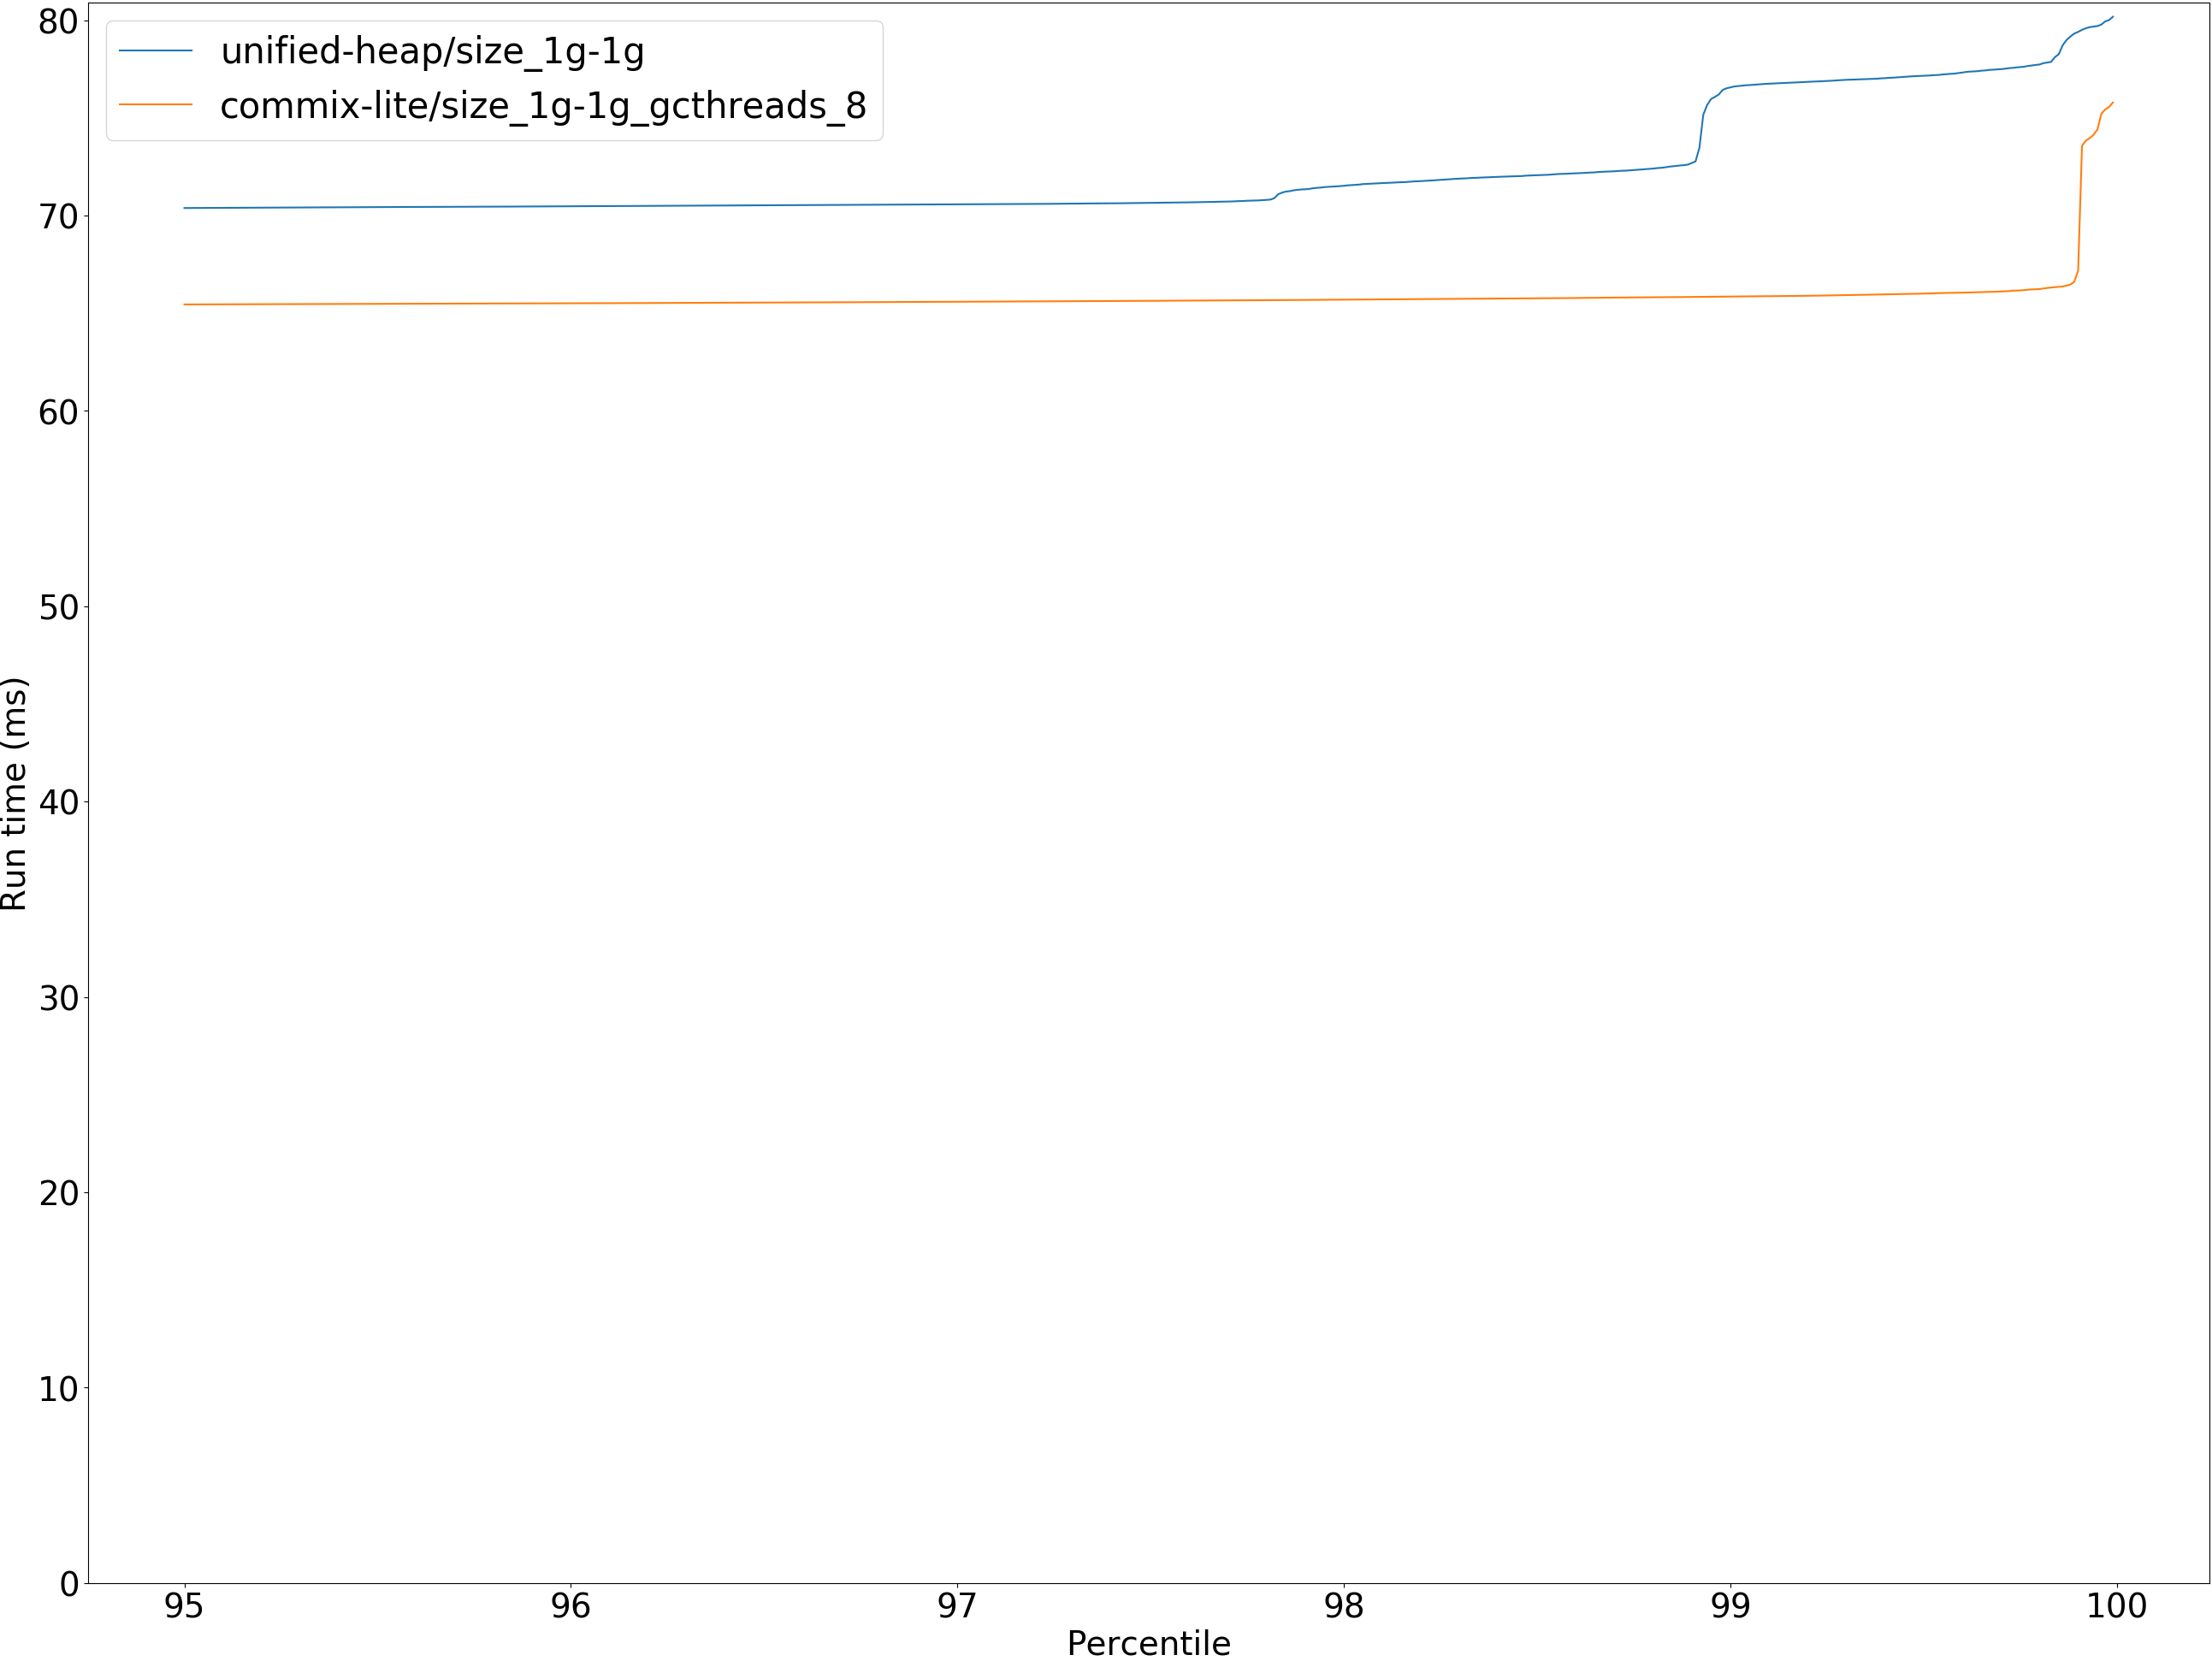 unified-heap/size_1g-1g
commix-lite/size_1g-1g_gcthreads_8
Run time (ms)
80
70
60
50
40
30
20
10
0
95 96 97 98 99 100
Percentile